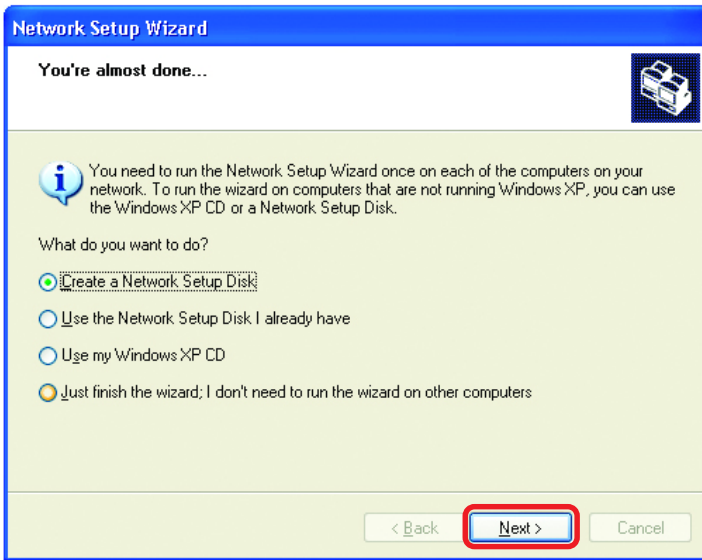 Network Setup Wizard
You're almost done...
You need to run the Network Setup Wizard once on each of the computers on your
network. To run the wizard on computers that are not running Windows XP, you can use
the Windows XP CD or a Network Setup Disk.
What do you want to do?
Create a Network Setup Disk
Use the Network Setup Disk I already have
Use my Windows XP CD
Just finish the wizard; I don't need to run the wizard on other computers
< Back Next > Cancel